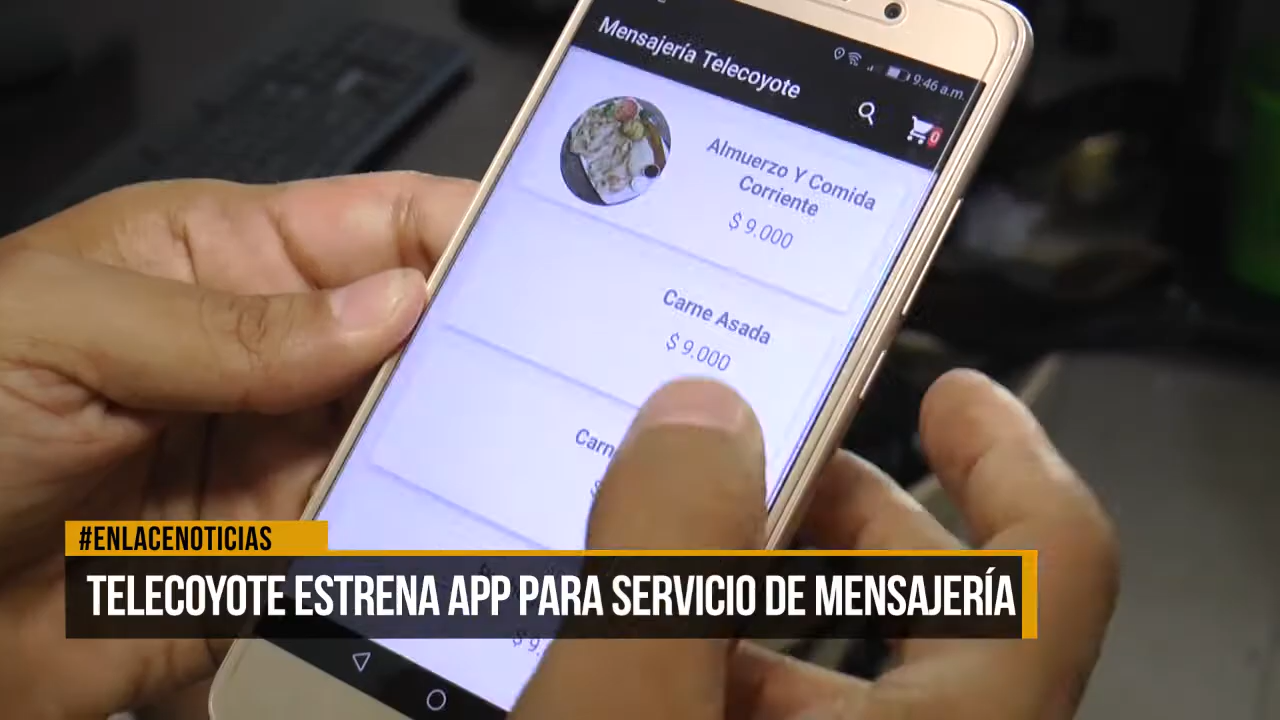 Mensajería Telecoyote
9:46 a.m.
0
Almuerzo Y Comida
Corriente
$ 9.000
Carne Asada
$ 9.000
#ENLACENOTICIAS
TELECOYOTE ESTRENA APP PARA SERVICIO DE MENSAJERÍA